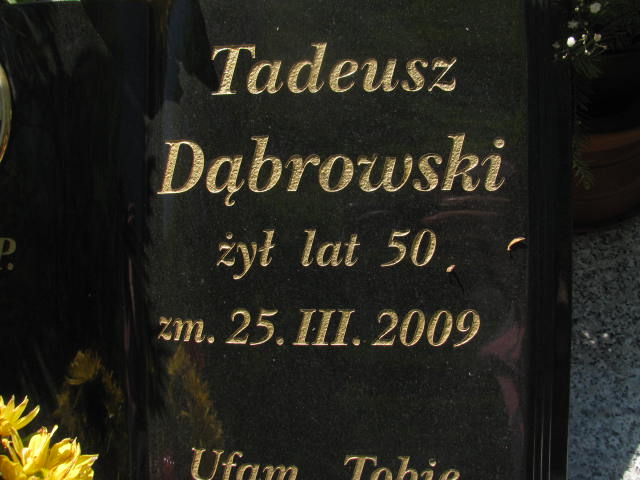 Tadeusz
Dąbrowski
żył lat 50
zm. 25. III. 2009
Ufam Tobie
P.